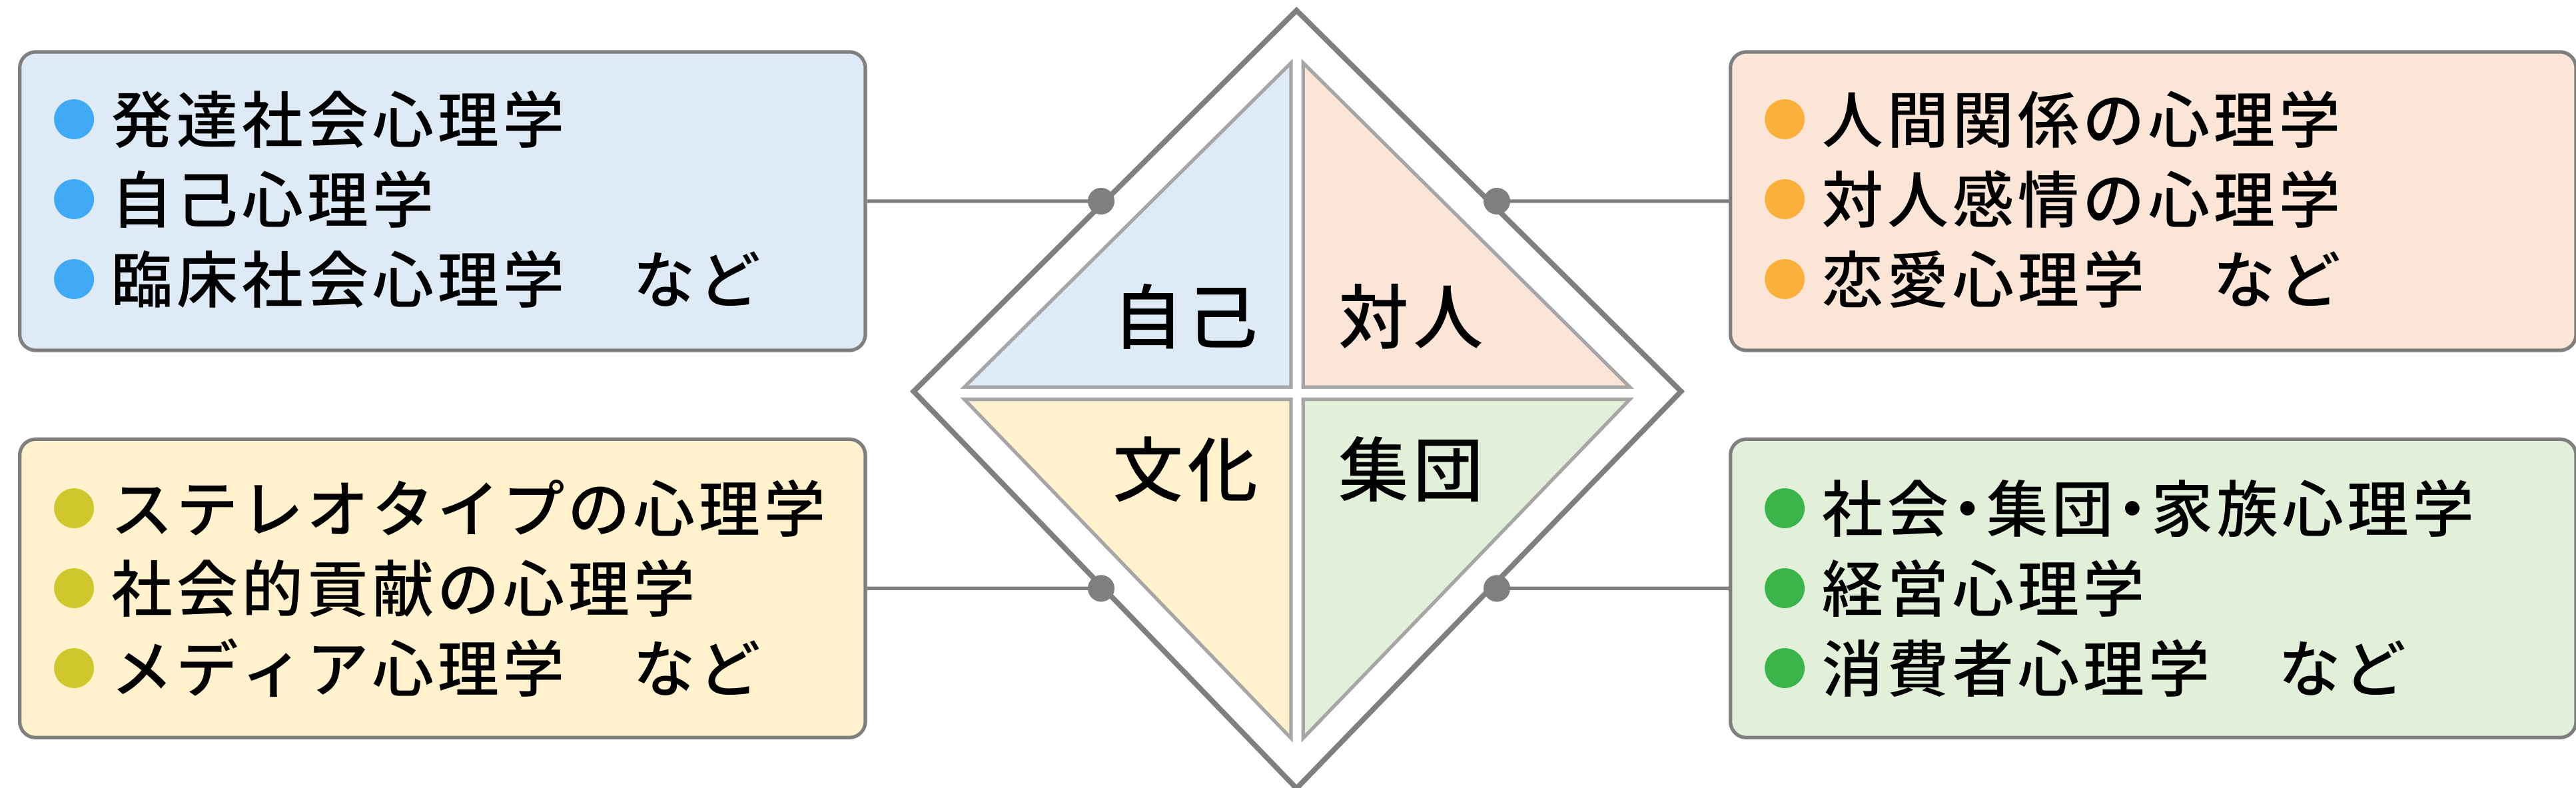 ● 発達社会心理学
● 自己心理学
● 臨床社会心理学　など
自己
対人
● 人間関係の心理学
● 対人感情の心理学
● 恋愛心理学　など
● ステレオタイプの心理学
● 社会的貢献の心理学
● メディア心理学　など
文化
集団
● 社会・集団・家族心理学
● 経営心理学
● 消費者心理学　など